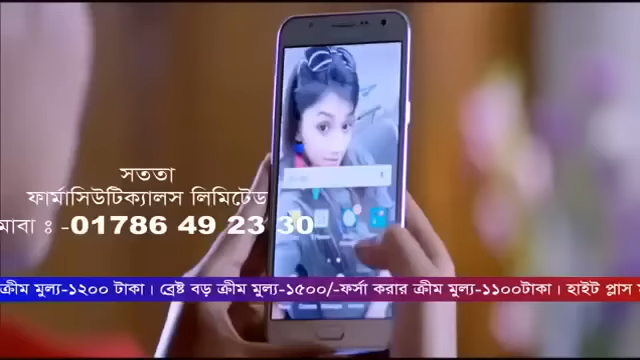 সততা
ফার্মাসিউটিক্যালস লিমিটেড
মোবা ঃ -01786 49 23 30
ক্রীম মুল্য-১২০০ টাকা। ব্রেষ্ট বড় ক্রীম মুল্য-১৫০০/-ফর্সা করার ক্রীম মুল্য-১১০০টাকা। হাইট প্লাস